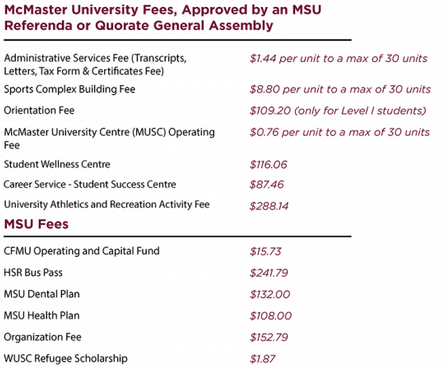 McMaster University Fees, Approved by an MSU
Referenda or Quorate General Assembly
Administrative Services Fee (Transcripts, $1.44 per unit to a max of 30 units
Letters, Tax Form & Certificates Fee)
Sports Complex Building Fee $8.80 per unit to a max of 30 units
Orientation Fee $109.20 (only for Level I students)
McMaster University Centre (MUSC) Operating $0.76 per unit to a max of 30 units
Fee
Student Wellness Centre $116.06
Career Service - Student Success Centre $87.46
University Athletics and Recreation Activity Fee $288.14
MSU Fees
CFMU Operating and Capital Fund $15.73
HSR Bus Pass $241.79
MSU Dental Plan $132.00
MSU Health Plan $108.00
Organization Fee $152.79
WUSC Refugee Scholarship $1.87